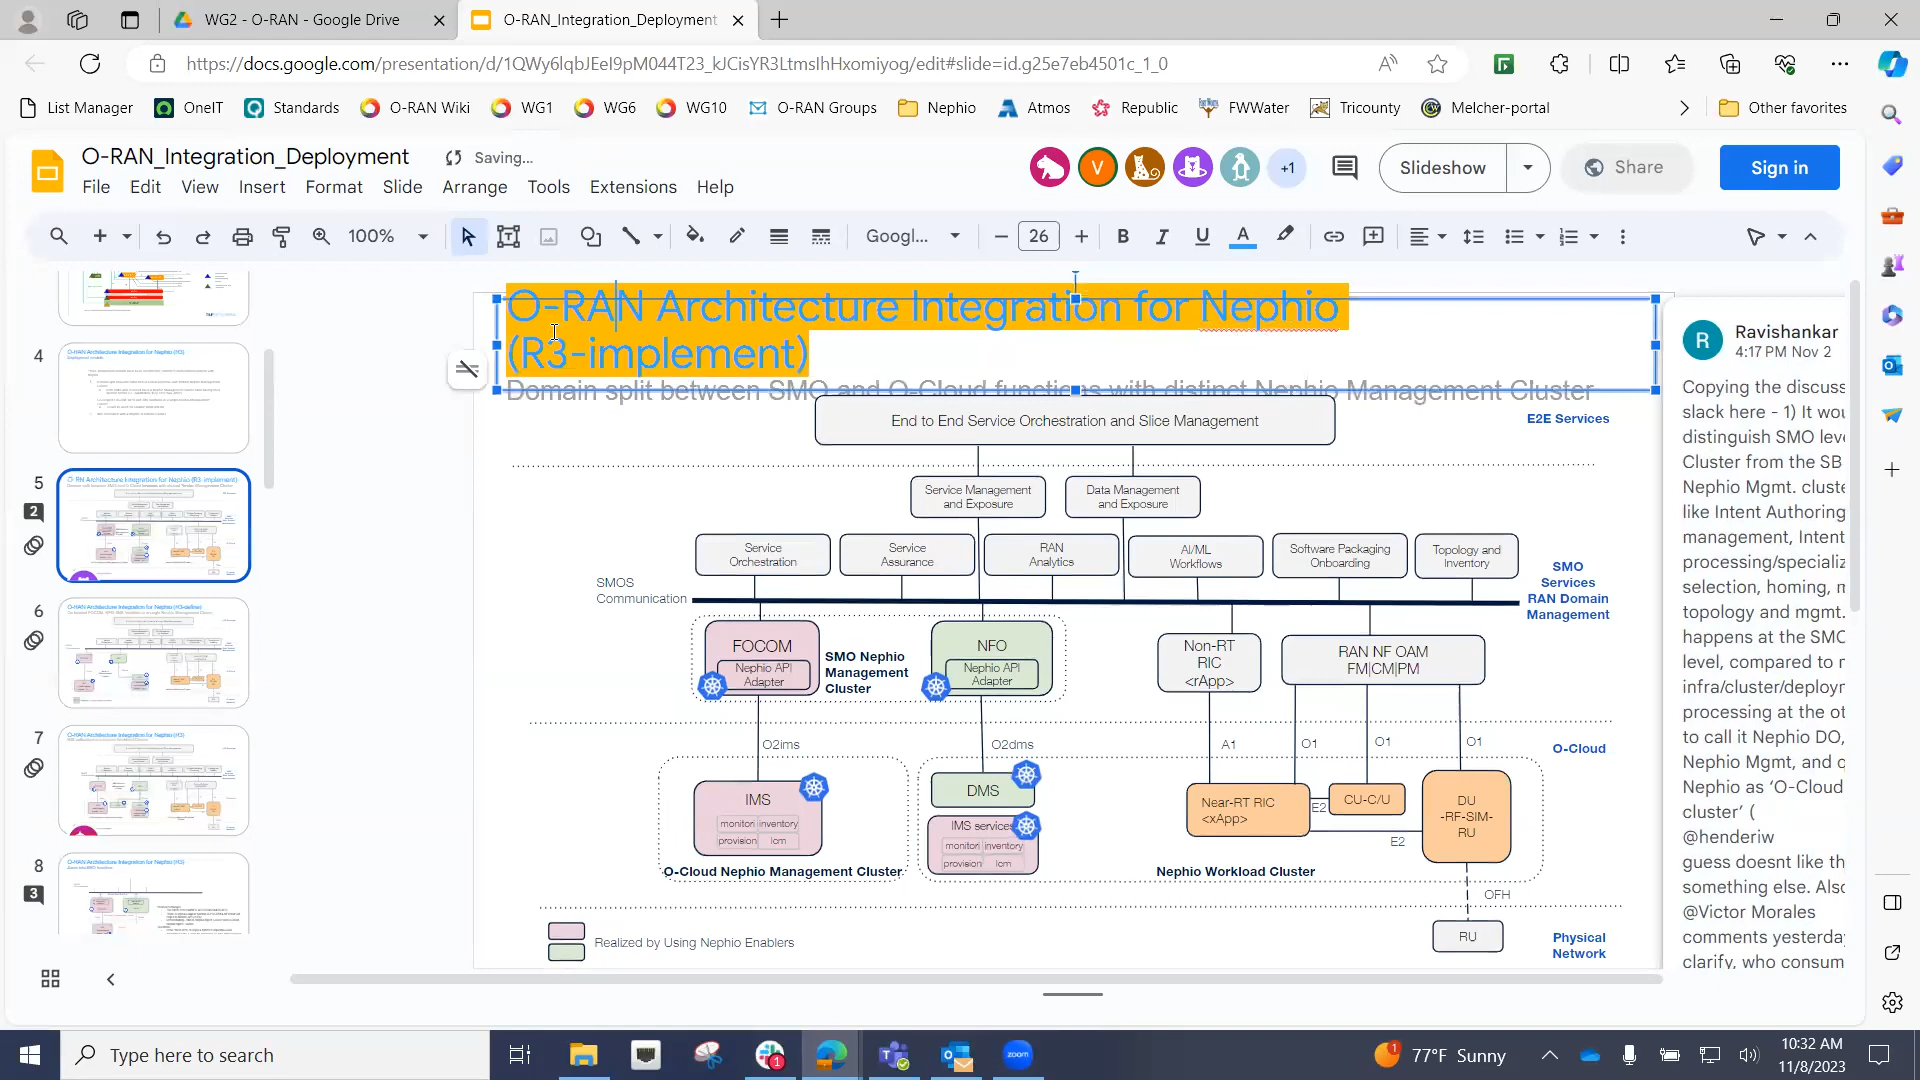 WG2 - O-RAN - Google Drive
O-RAN_Integration_Deployment
https://docs.google.com/presentation/d/1QWy6lqbJEeI9pM044T23_kJCisYR3LtmsIhHxomiyog/edit#slide=id.g25e7eb4501c_1_0
List Manager
OneIT
Standards
O-RAN Wiki
WG1
WG6
WG10
O-RAN Groups
Nephio
Atmos
Republic
FWWater
Tricounty
Melcher-portal
Other favorites
O-RAN_Integration_Deployment
Saving...
V
+1
Slideshow
Share
Sign in
File Edit View Insert Format Slide Arrange Tools Extensions Help
100%
Googl...
26
4
5
2
6
7
8
3
O-RAN Architecture Integration for Nephio
(R3-implement)
Domain split between SMO and O-Cloud functions with distinct Nephio Management Cluster
End to End Service Orchestration and Slice Management
E2E Services
Service Management
and Exposure
Data Management
and Exposure
Service
Orchestration
Service
Assurance
RAN
Analytics
AI/ML
Workflows
Software Packaging
Onboarding
Topology and
Inventory
SMOS
Communication
SMO
Services
RAN Domain
Management
FOCOM
Nephio API
Adapter
SMO Nephio
Management
Cluster
NFO
Nephio API
Adapter
Non-RT
RIC
<rApp>
RAN NF OAM
FM|CM|PM
O2ims
O2dms
A1
O1
O1
O1
O-Cloud
IMS
monitori
inventory
provision
lcm
O-Cloud Nephio Management Cluster
DMS
IMS services
monitori
inventory
provision
lcm
Near-RT RIC
<xApp>
E2
CU-C/U
E2
DU
-RF-SIM-
RU
Nephio Workload Cluster
OFH
RU
Physical
Network
Realized by Using Nephio Enablers
R
Ravishankar
4:17 PM Nov 2
Copying the discuss
slack here - 1) It wou
distinguish SMO leve
Cluster from the SB
Nephio Mgmt. cluste
like Intent Authoring
management, Intent
processing/specializ
selection, homing, n
topology and mgmt.
happens at the SMO
level, compared to r
infra/cluster/deployr
processing at the ot
to call it Nephio DO,
Nephio Mgmt, and q
Nephio as ‘O-Cloud
cluster’ (
@henderiw
guess doesnt like th
something else. Also
@Victor Morales
comments yesterday
clarify, who consum
Type here to search
1
1
zoom
77°F Sunny
10:32 AM
11/8/2023